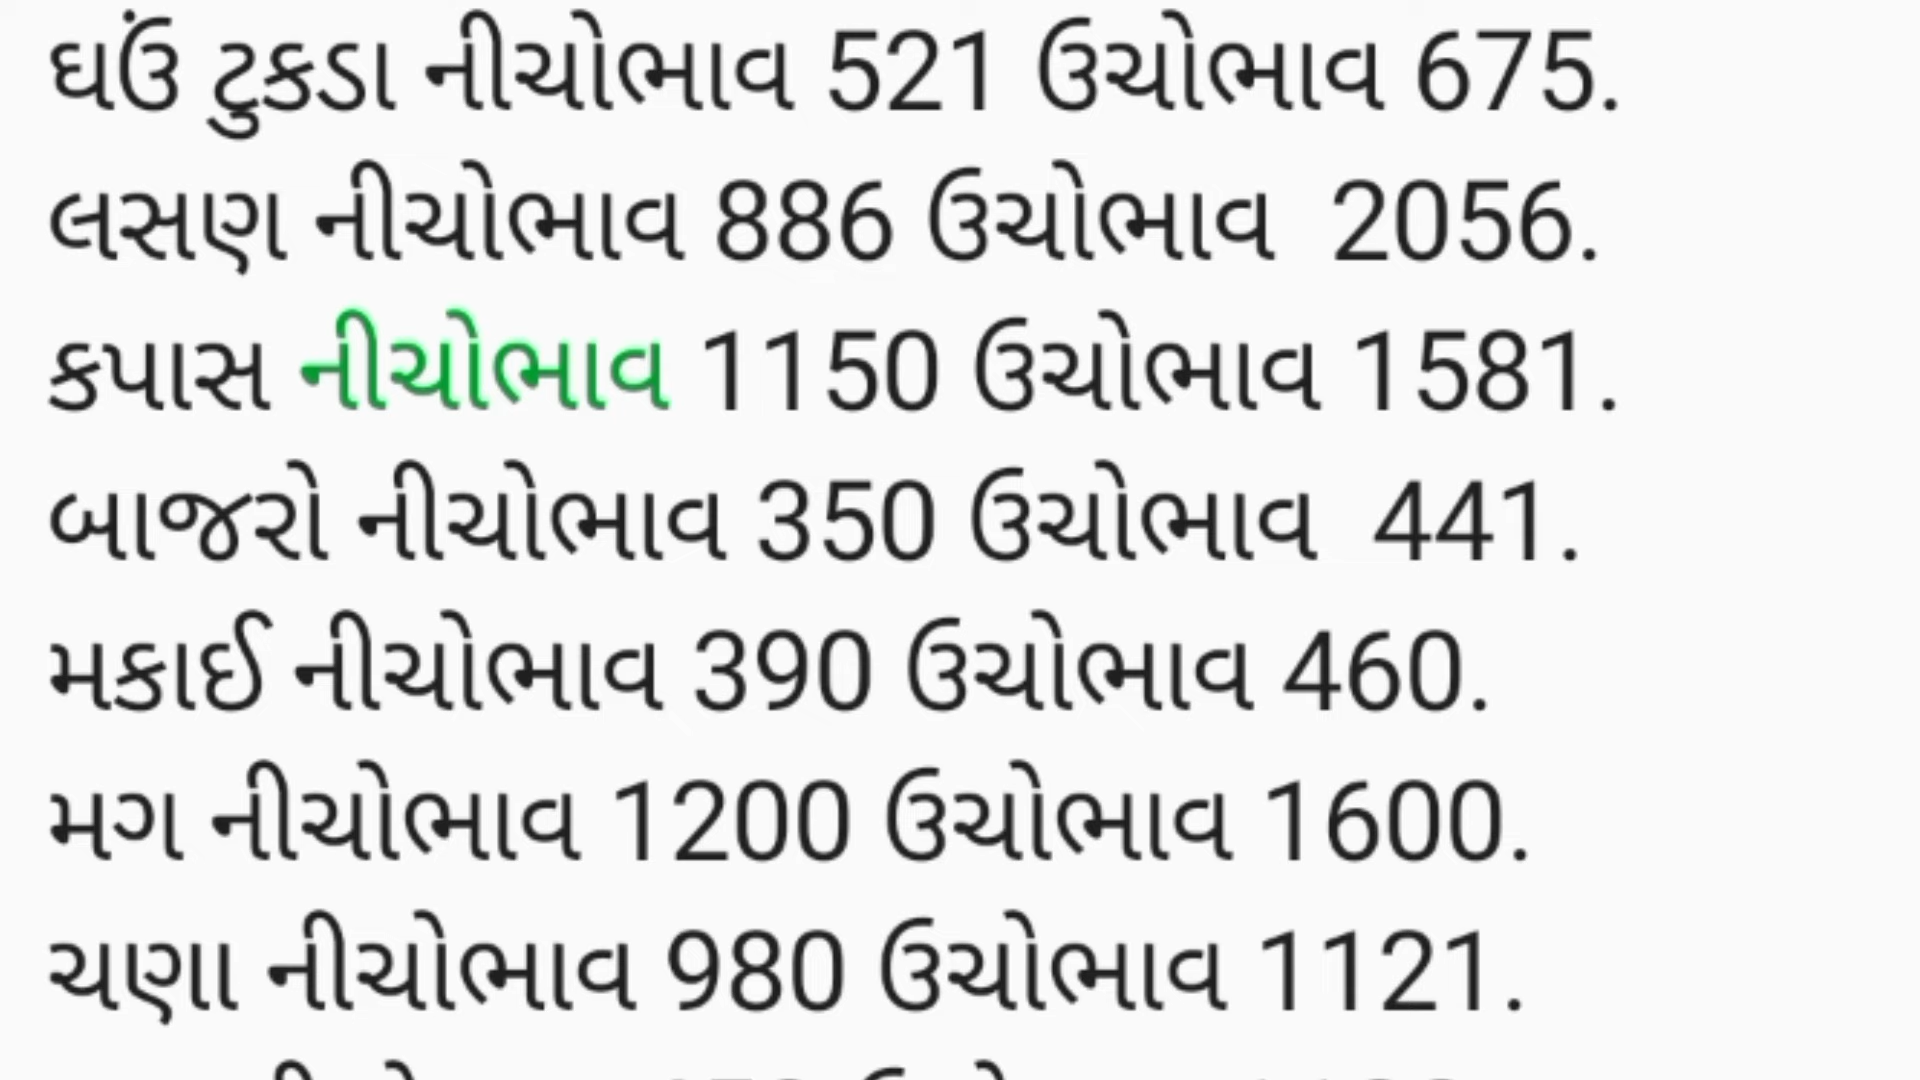 ઘઉં ટુકડા નીચોભાવ 521 ઉચોભાવ 675.
લસણ નીચોભાવ 886 ઉચોભાવ 2056.
કપાસ નીચોભાવ 1150 ઉચોભાવ 1581.
બાજરો નીચોભાવ 350 ઉચોભાવ 441.
મકાઈ નીચોભાવ 390 ઉચોભાવ 460.
મગ નીચોભાવ 1200 ઉચોભાવ 1600.
ચણા નીચોભાવ 980 ઉચોભાવ 1121.